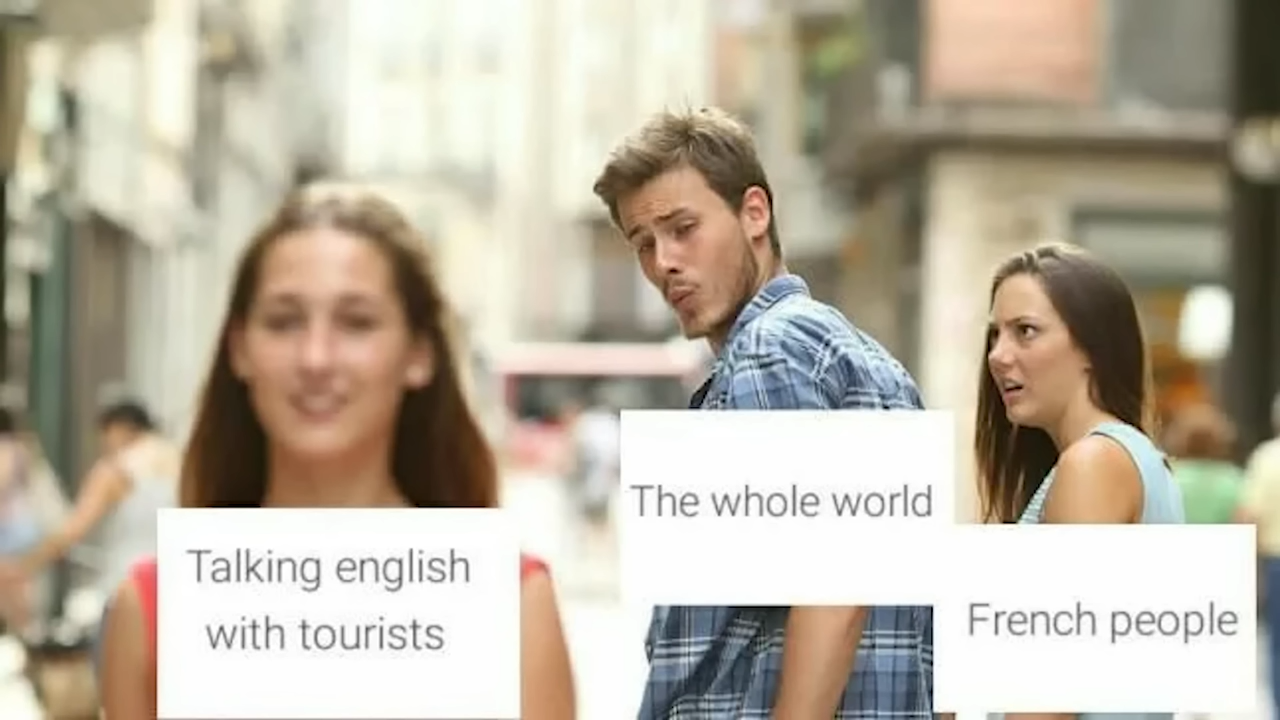 Talking english
with tourists
The whole world
French people